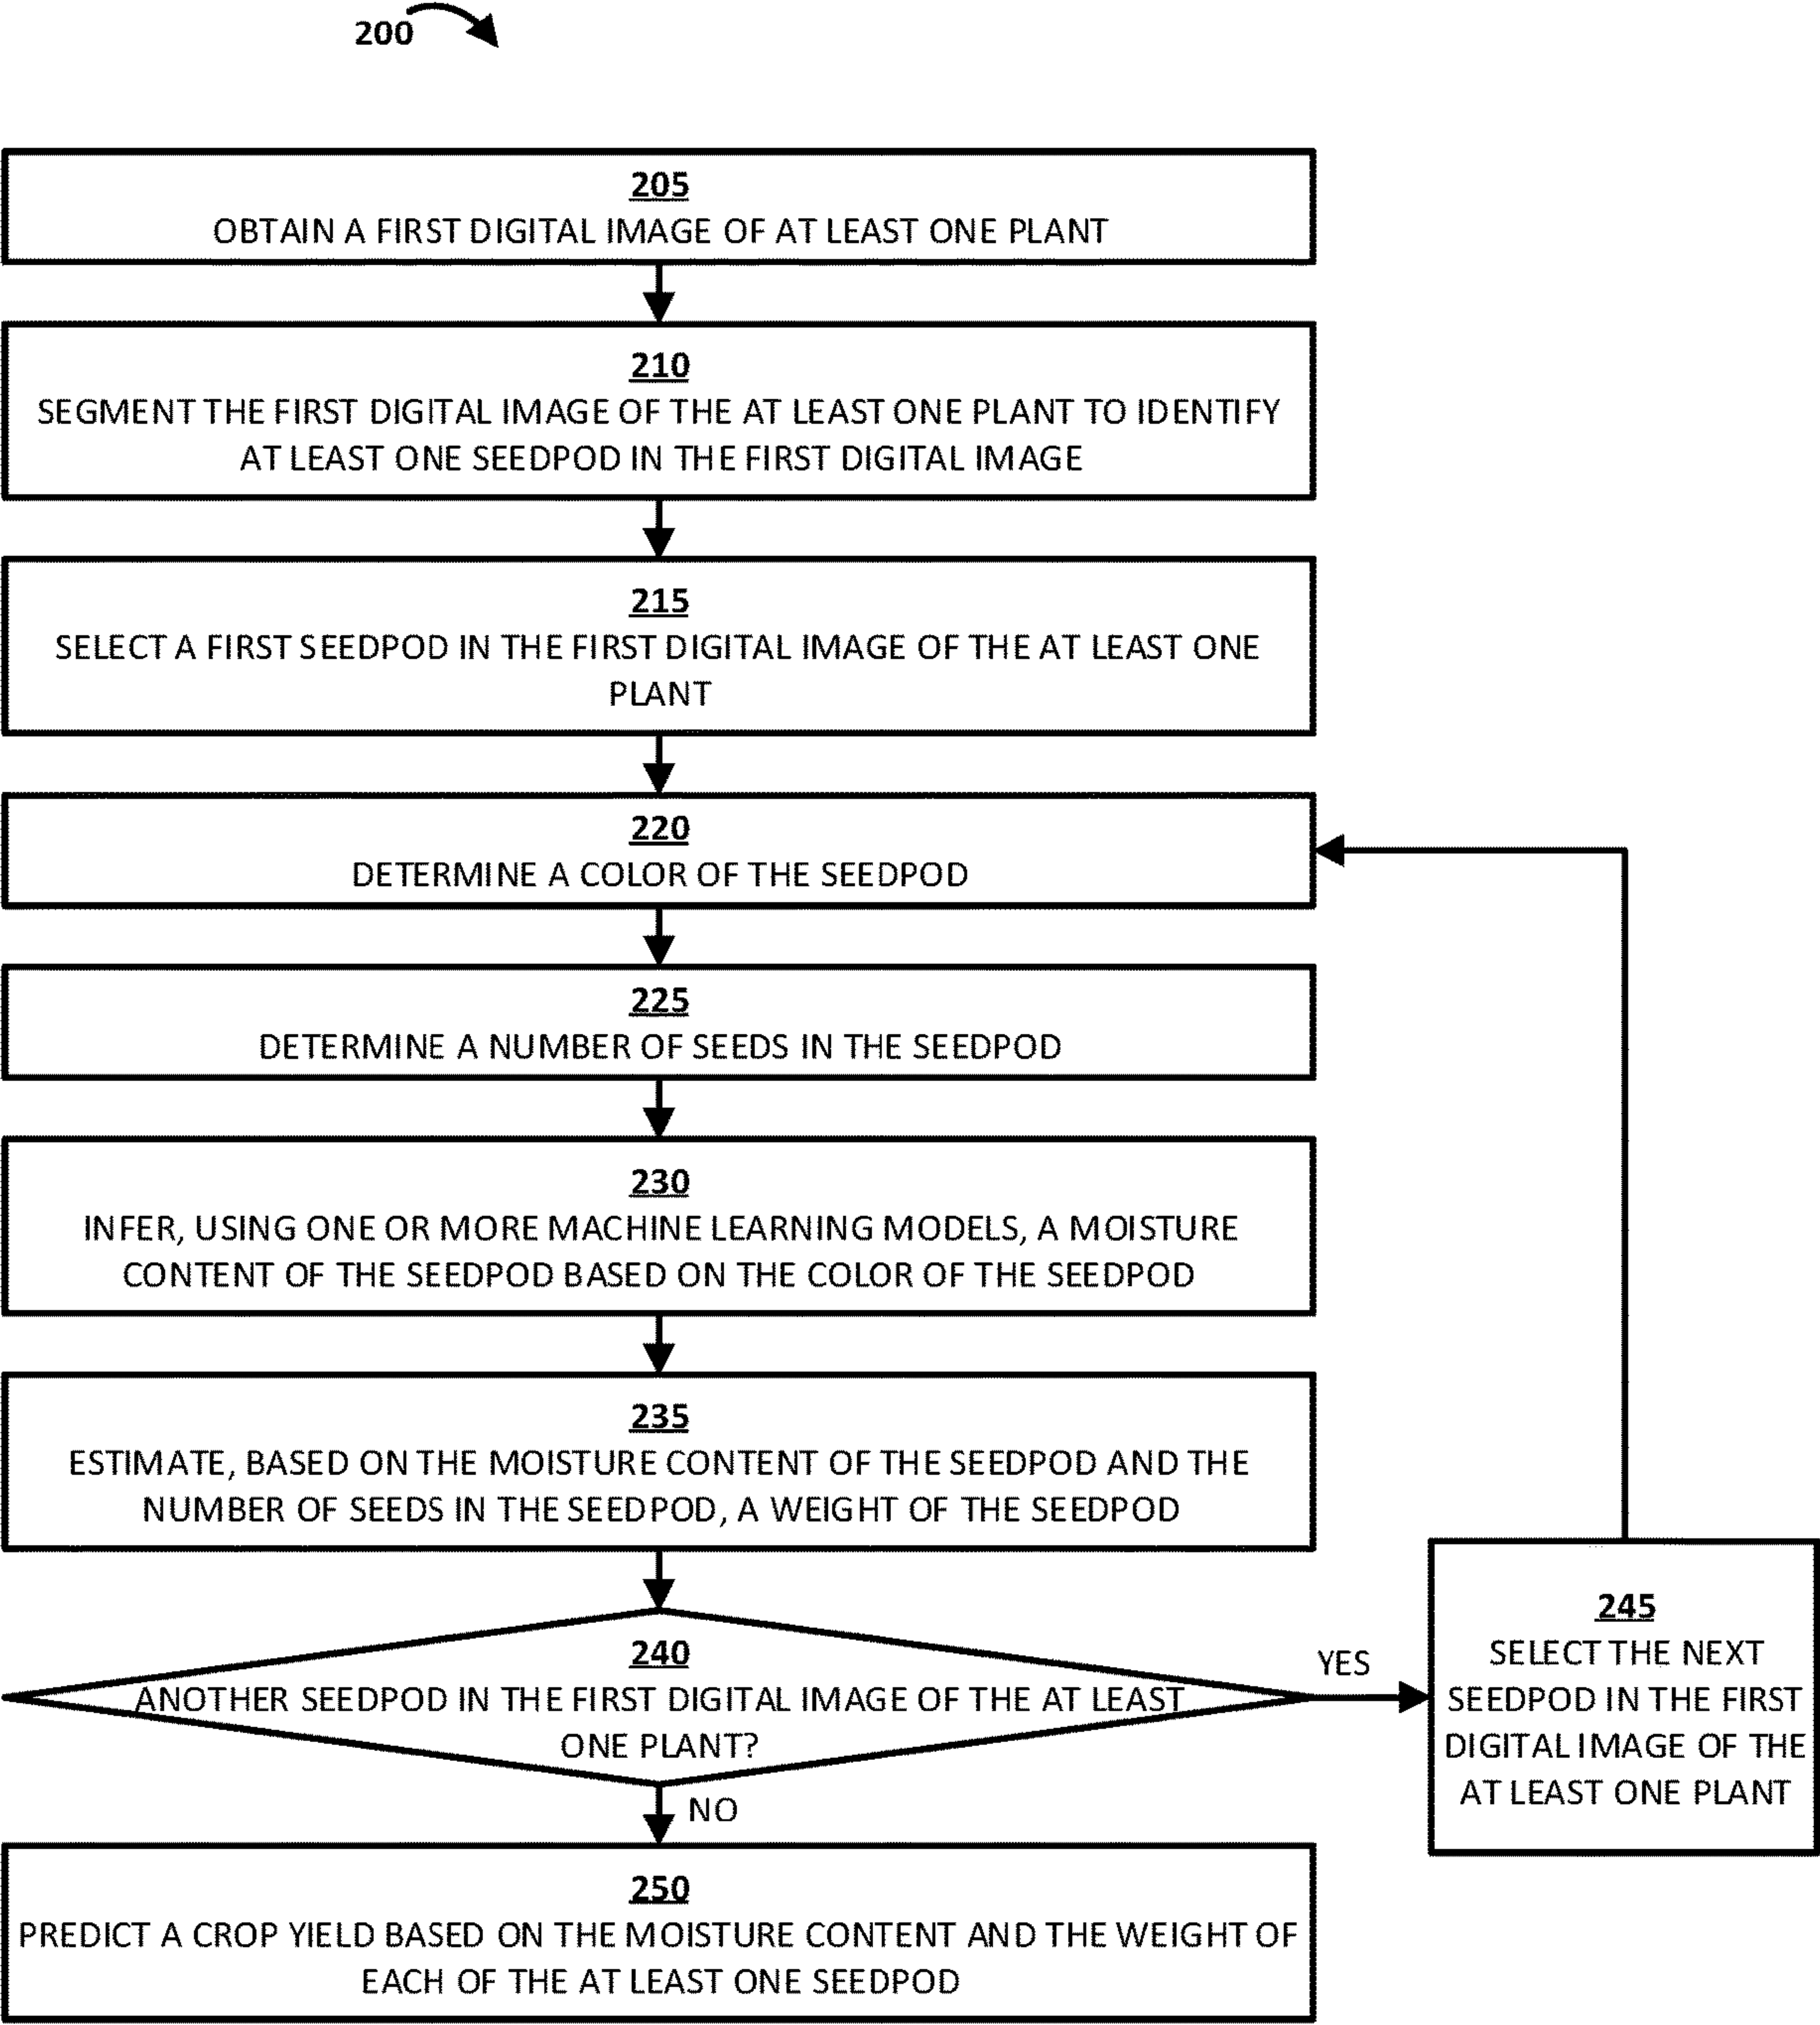 200
205
OBTAIN A FIRST DIGITAL IMAGE OF AT LEAST ONE PLANT
210
SEGMENT THE FIRST DIGITAL IMAGE OF THE AT LEAST ONE PLANT TO IDENTIFY
AT LEAST ONE SEEDPOD IN THE FIRST DIGITAL IMAGE
215
SELECT A FIRST SEEDPOD IN THE FIRST DIGITAL IMAGE OF THE AT LEAST ONE
PLANT
220
DETERMINE A COLOR OF THE SEEDPOD
225
DETERMINE A NUMBER OF SEEDS IN THE SEEDPOD
230
INFER, USING ONE OR MORE MACHINE LEARNING MODELS, A MOISTURE
CONTENT OF THE SEEDPOD BASED ON THE COLOR OF THE SEEDPOD
235
ESTIMATE, BASED ON THE MOISTURE CONTENT OF THE SEEDPOD AND THE
NUMBER OF SEEDS IN THE SEEDPOD, A WEIGHT OF THE SEEDPOD
240
ANOTHER SEEDPOD IN THE FIRST DIGITAL IMAGE OF THE AT LEAST
ONE PLANT?
YES
245
SELECT THE NEXT
SEEDPOD IN THE FIRST
DIGITAL IMAGE OF THE
AT LEAST ONE PLANT
NO
250
PREDICT A CROP YIELD BASED ON THE MOISTURE CONTENT AND THE WEIGHT OF
EACH OF THE AT LEAST ONE SEEDPOD